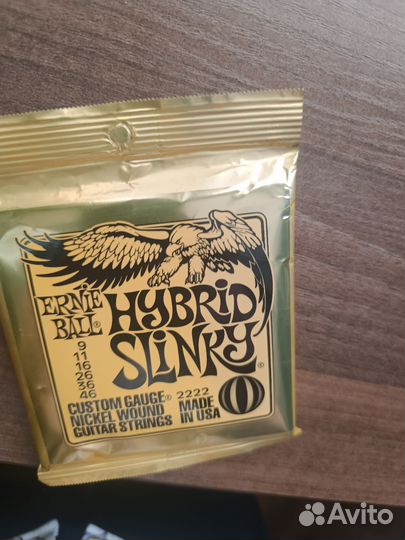 ERNIE
BALL®
HYBRID
SLINKY®
9
11
16
26
36
46
CUSTOM GAUGE® 2222
NICKEL WOUND MADE
GUITAR STRINGS IN USA
Avito